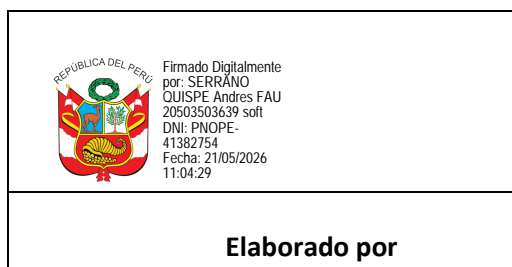 REPÚBLICA DEL PERÚ
Firmado Digitalmente
por: SERRANO
QUISPE Andres FAU
20503503639 soft
DNI: PNOPE-
41382754
Fecha: 21/05/2026
11:04:29
Elaborado por